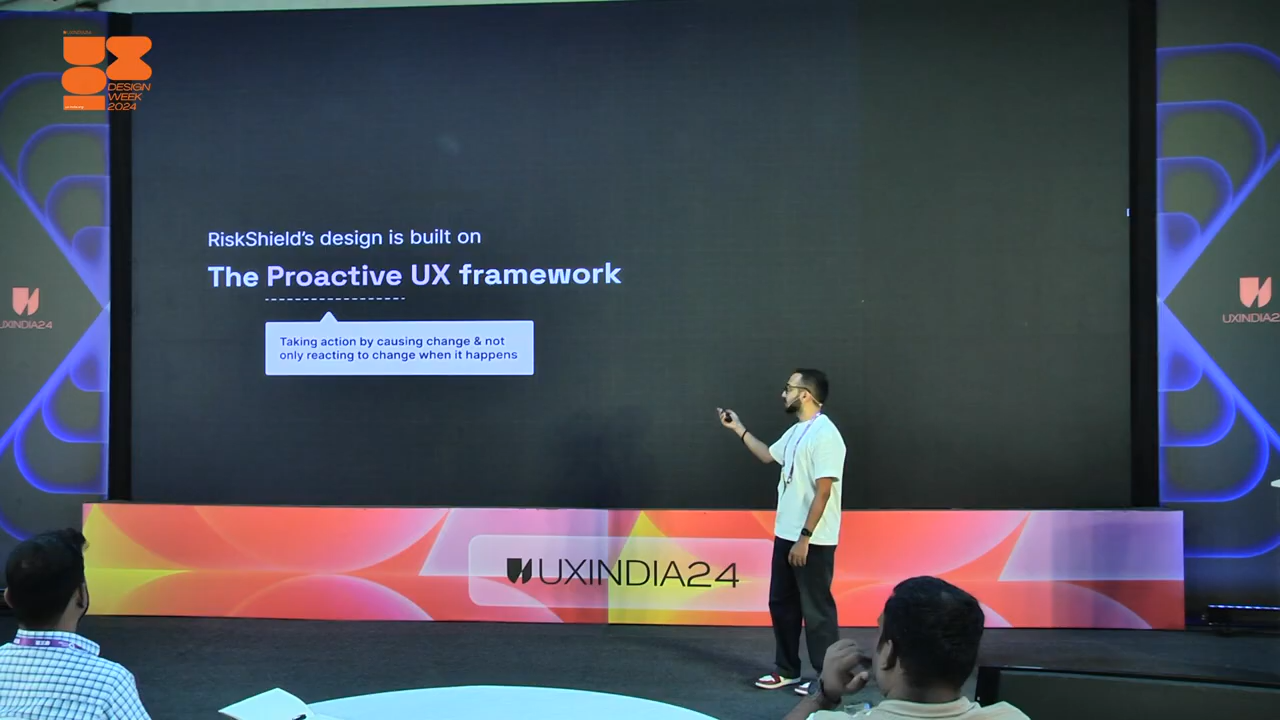 DESIGN
WEEK
2024
RiskShield's design is built on
The Proactive UX framework
Taking action by causing change & not
only reacting to change when it happens
UXINDIA24
UXINDIA24
UXINDIA2